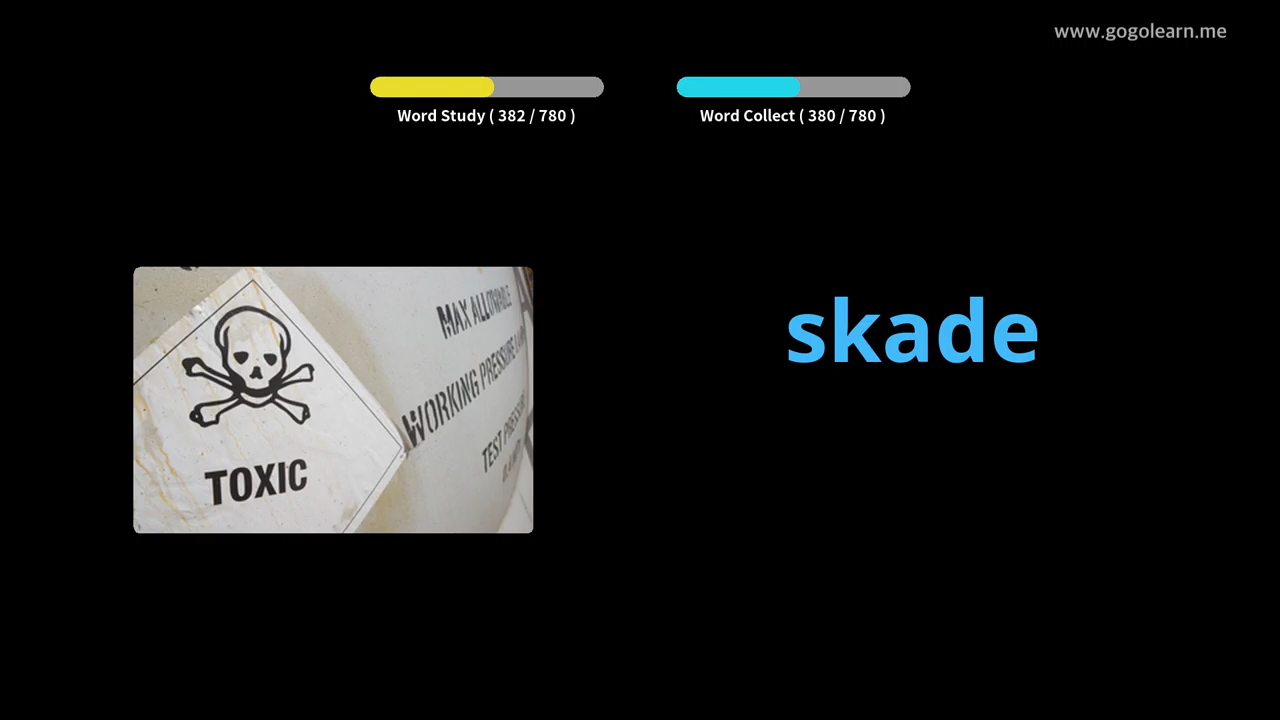 www.gogolearn.me
Word Study ( 382 / 780 )
Word Collect ( 380 / 780 )
skade
MAX ALLOWABLE
WORKING PRESSURE
TEST PRESSURE
TOXIC